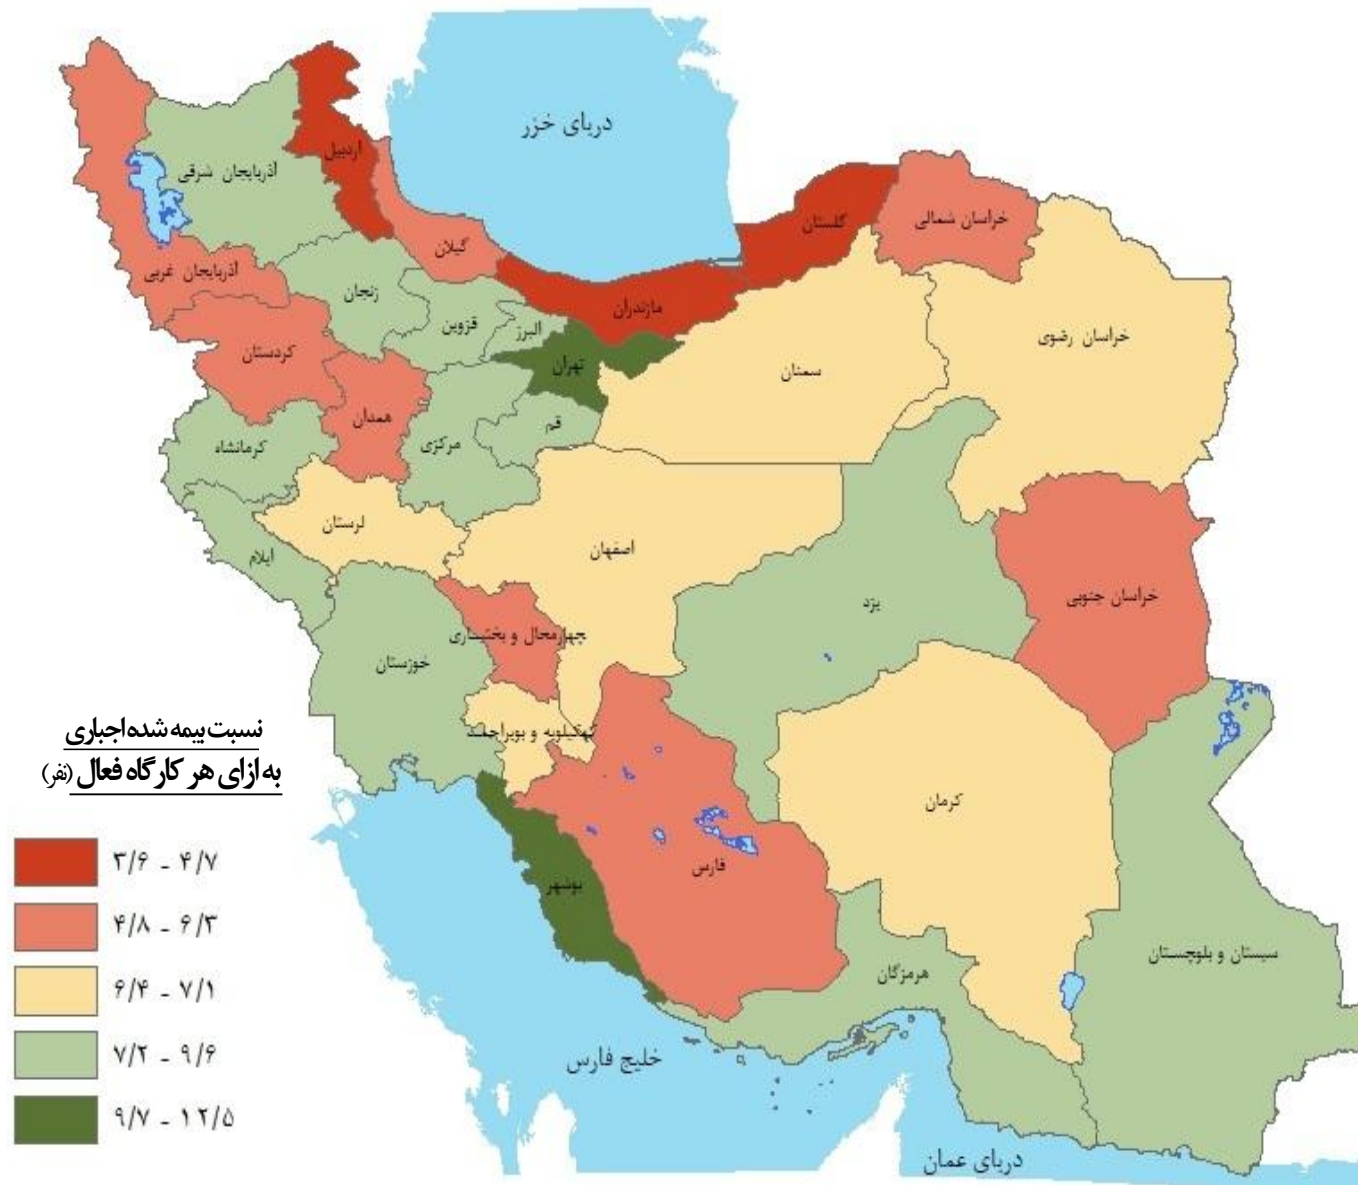 دریای خزر
اردبیل
آذربایجان شرقی
گیلان
گلستان
خراسان شمالی
آذربایجان غربی
زنجان
قزوین
البرز
مازندران
خراسان رضوی
کردستان
تهران
سمنان
همدان
کرمانشاه
مرکزی
قم
لرستان
ایلام
اصفهان
یزد
خراسان جنوبی
چهارمحال و بختیاری
خوزستان
کهکیلویه و بویراحمد
کرمان
فارس
بوشهر
هرمزگان
سیستان و بلوچستان
خلیج فارس
دریای عمان
نسبت بیمه شده اجباری
به ازای هر کارگاه فعال (نفر)
۳/۶ - ۴/۷
۴/۸ - ۶/۳
۶/۴ - ۷/۱
۷/۲ - ۹/۶
۹/۷ - ۱۲/۵